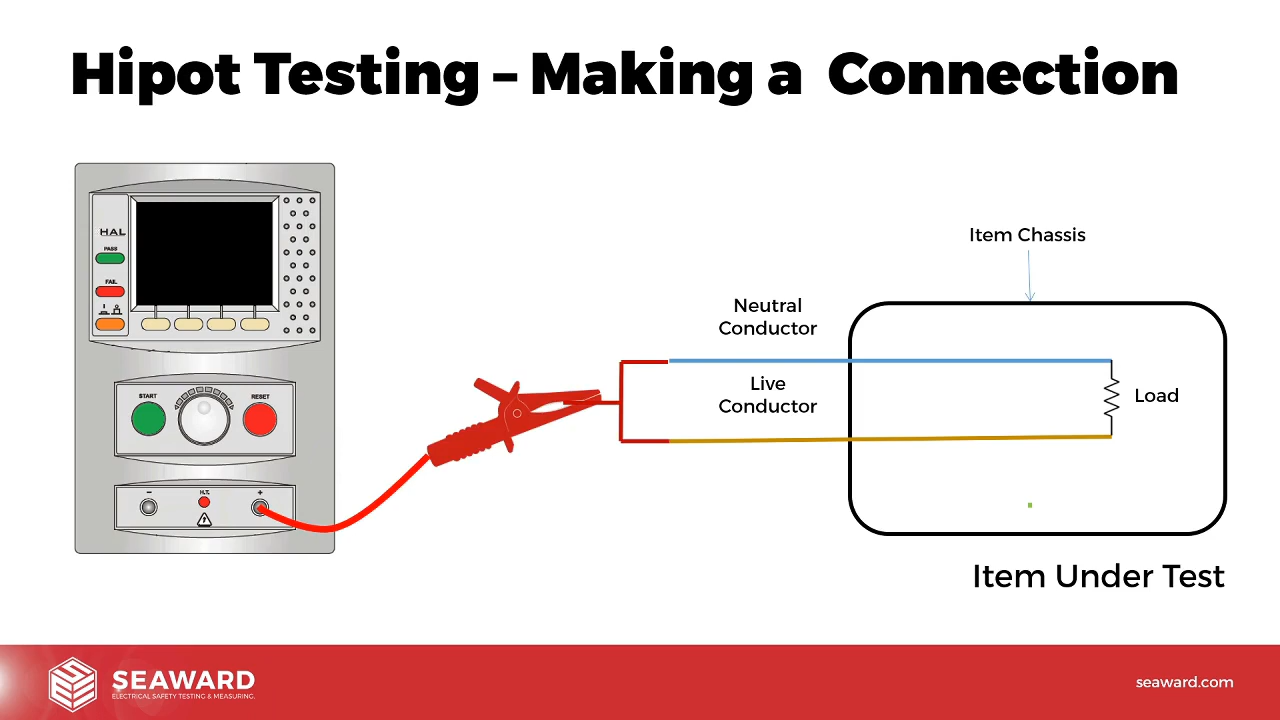 Hipot Testing – Making a Connection
HAL
PASS
FAIL
I
START
RESET
–
H.T.
+
Item Chassis
Neutral
Conductor
Live
Conductor
Load
Item Under Test
SEAWARD
ELECTRICAL SAFETY TESTING & MEASURING.
seaward.com